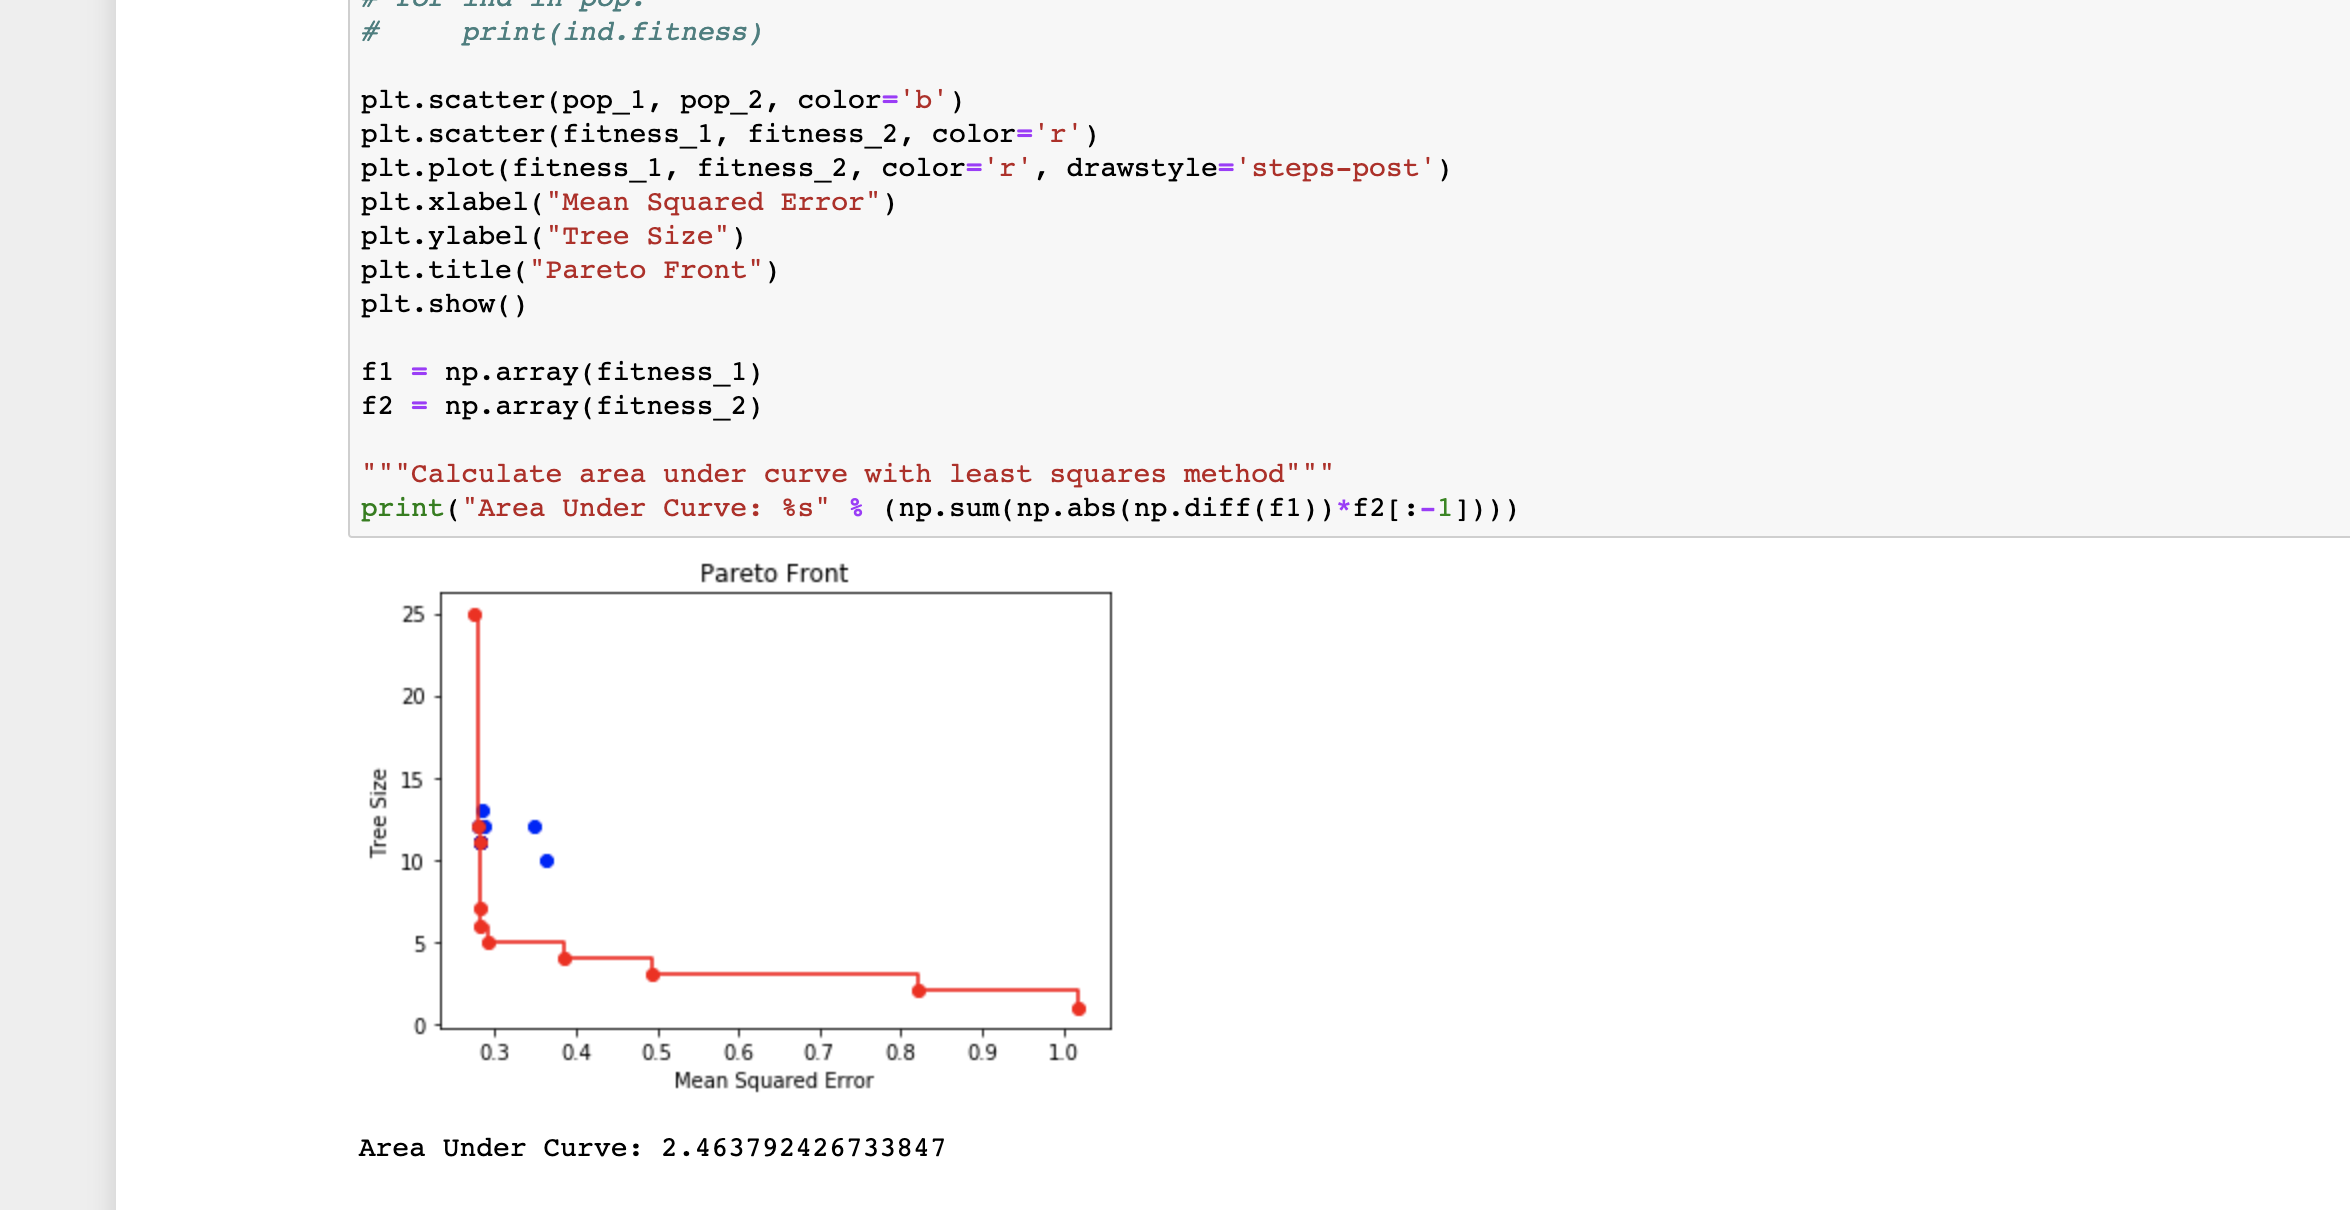 # for ind in pop:
#     print(ind.fitness)
plt.scatter(pop_1, pop_2, color='b')
plt.scatter(fitness_1, fitness_2, color='r')
plt.plot(fitness_1, fitness_2, color='r', drawstyle='steps-post')
plt.xlabel("Mean Squared Error")
plt.ylabel("Tree Size")
plt.title("Pareto Front")
plt.show()
f1 = np.array(fitness_1)
f2 = np.array(fitness_2)
"""Calculate area under curve with least squares method"""
print("Area Under Curve: %s" % (np.sum(np.abs(np.diff(f1))*f2[:-1])))
Pareto Front
25
20
15
10
5
0
Tree Size
0.3 0.4 0.5 0.6 0.7 0.8 0.9 1.0
Mean Squared Error
Area Under Curve: 2.463792426733847